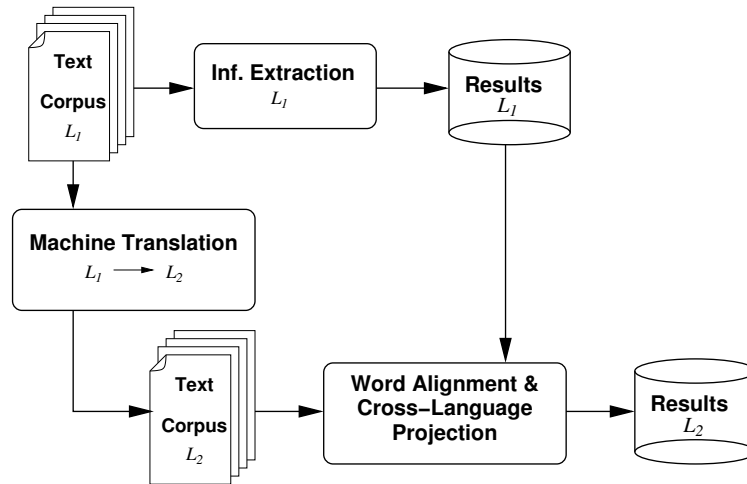 Text
Corpus
L₁
Inf. Extraction
L₁
Results
L₁
Machine Translation
L₁ → L₂
Text
Corpus
L₂
Word Alignment &
Cross−Language
Projection
Results
L₂